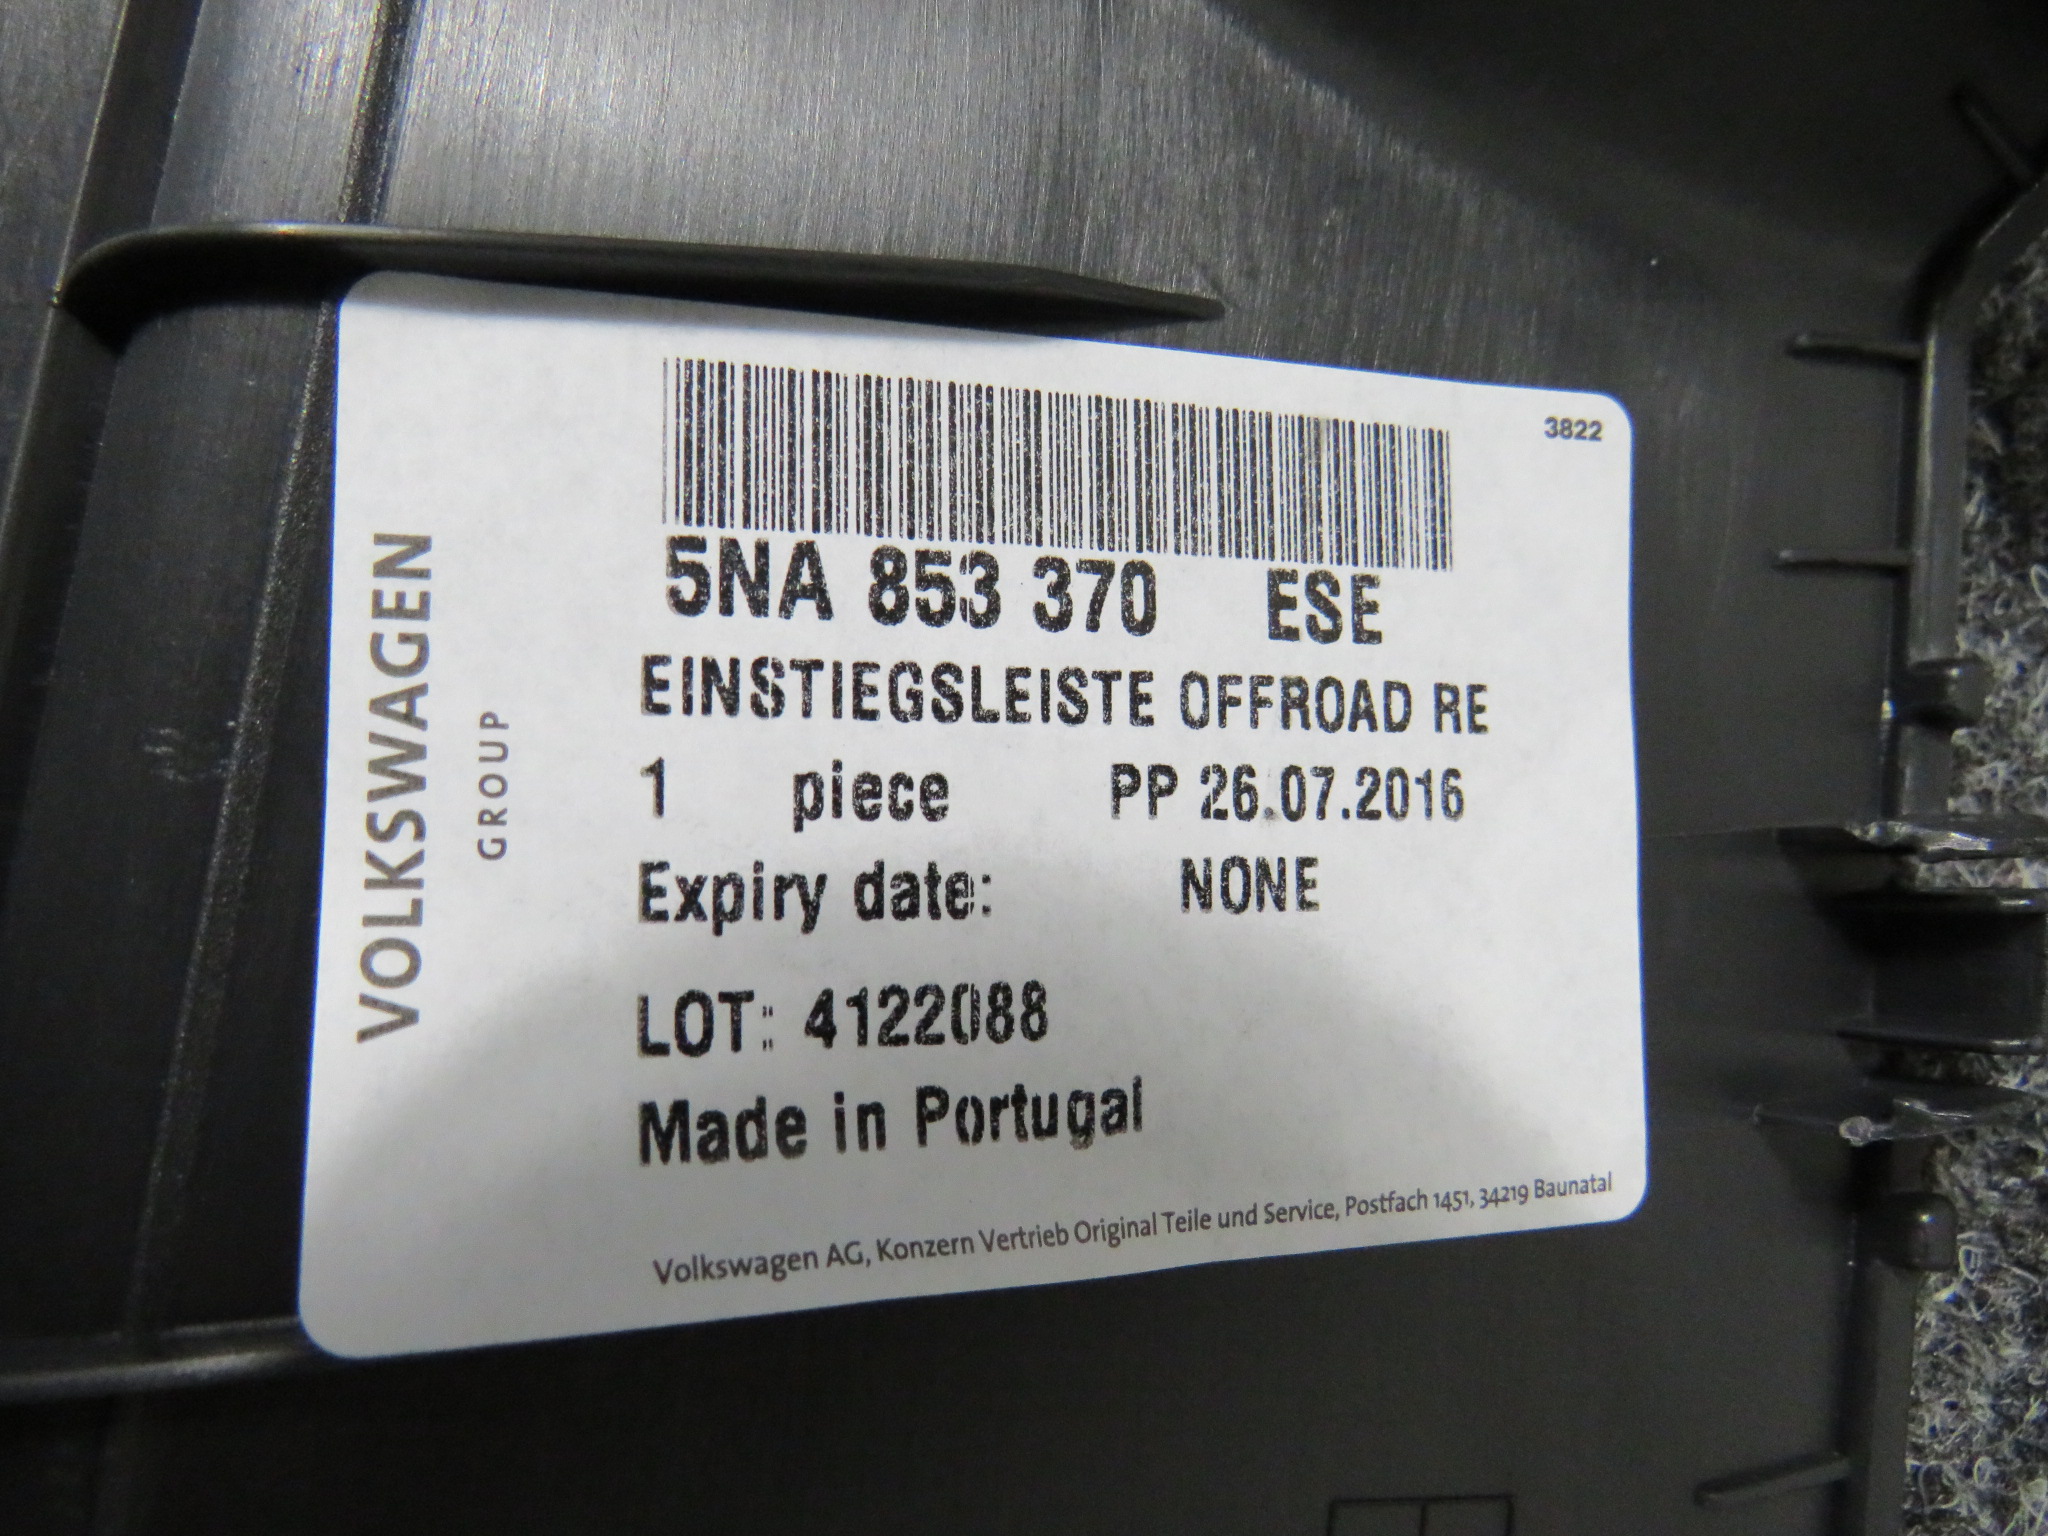 3822
5NA 853 370 ESE
EINSTIEGSLEISTE OFFROAD RE
1 piece PP 26.07.2016
Expiry date: NONE
LOT: 4122088
Made in Portugal
Volkswagen AG, Konzern Vertrieb Original Teile und Service, Postfach 1451, 34219 Baunatal
VOLKSWAGEN
GROUP